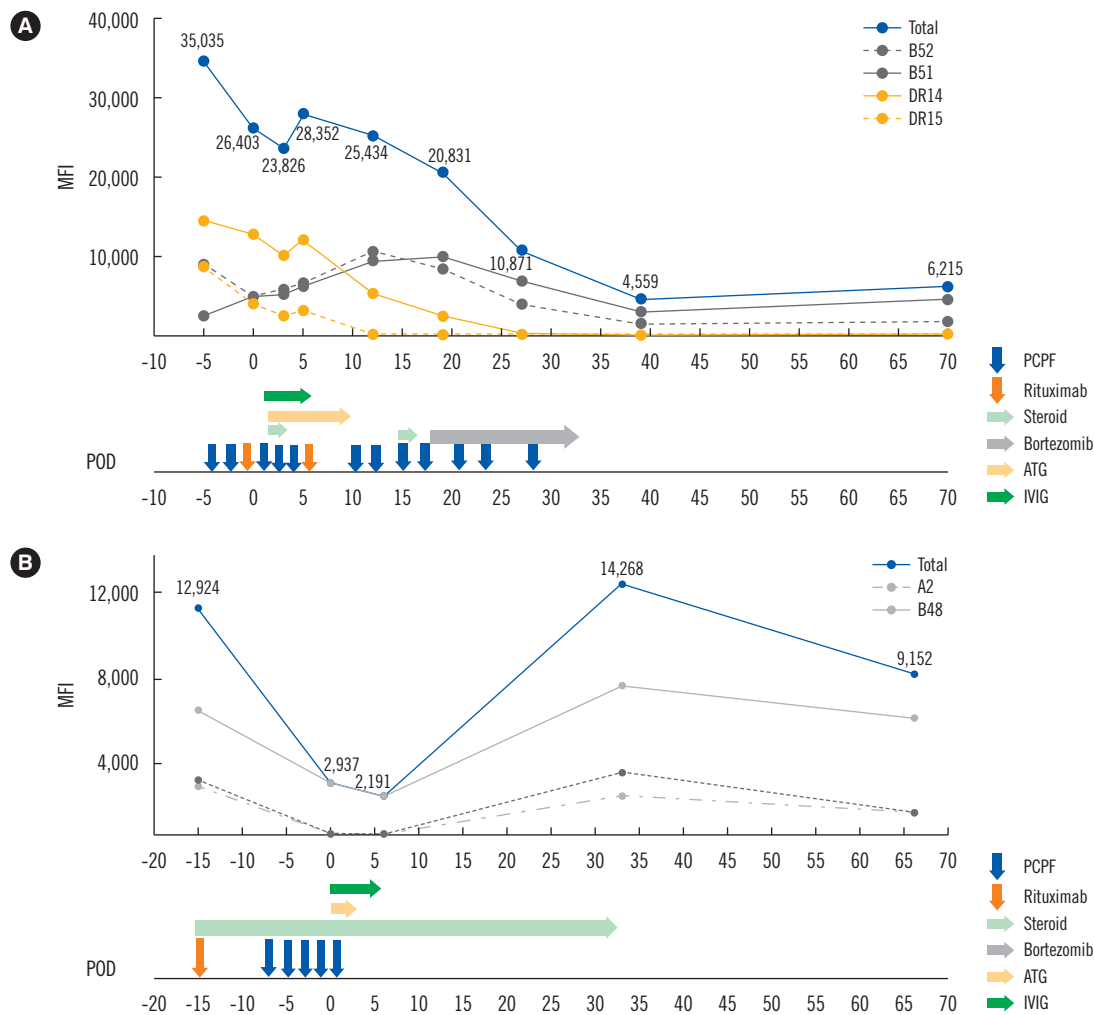 A
40,000
30,000
20,000
10,000
MFI
35,035
26,403
23,826
28,352
25,434
20,831
10,871
4,559
6,215
Total
B52
B51
DR14
DR15
-10 -5 0 5 10 15 20 25 30 35 40 45 50 55 60 65 70
PCPF
Rituximab
Steroid
Bortezomib
ATG
IVIG
POD
-10 -5 0 5 10 15 20 25 30 35 40 45 50 55 60 65 70
B
12,000
8,000
4,000
MFI
12,924
2,937
2,191
14,268
9,152
Total
A2
B48
-20 -15 -10 -5 0 5 10 15 20 25 30 35 40 45 50 55 60 65 70
PCPF
Rituximab
Steroid
Bortezomib
ATG
IVIG
POD
-20 -15 -10 -5 0 5 10 15 20 25 30 35 40 45 50 55 60 65 70